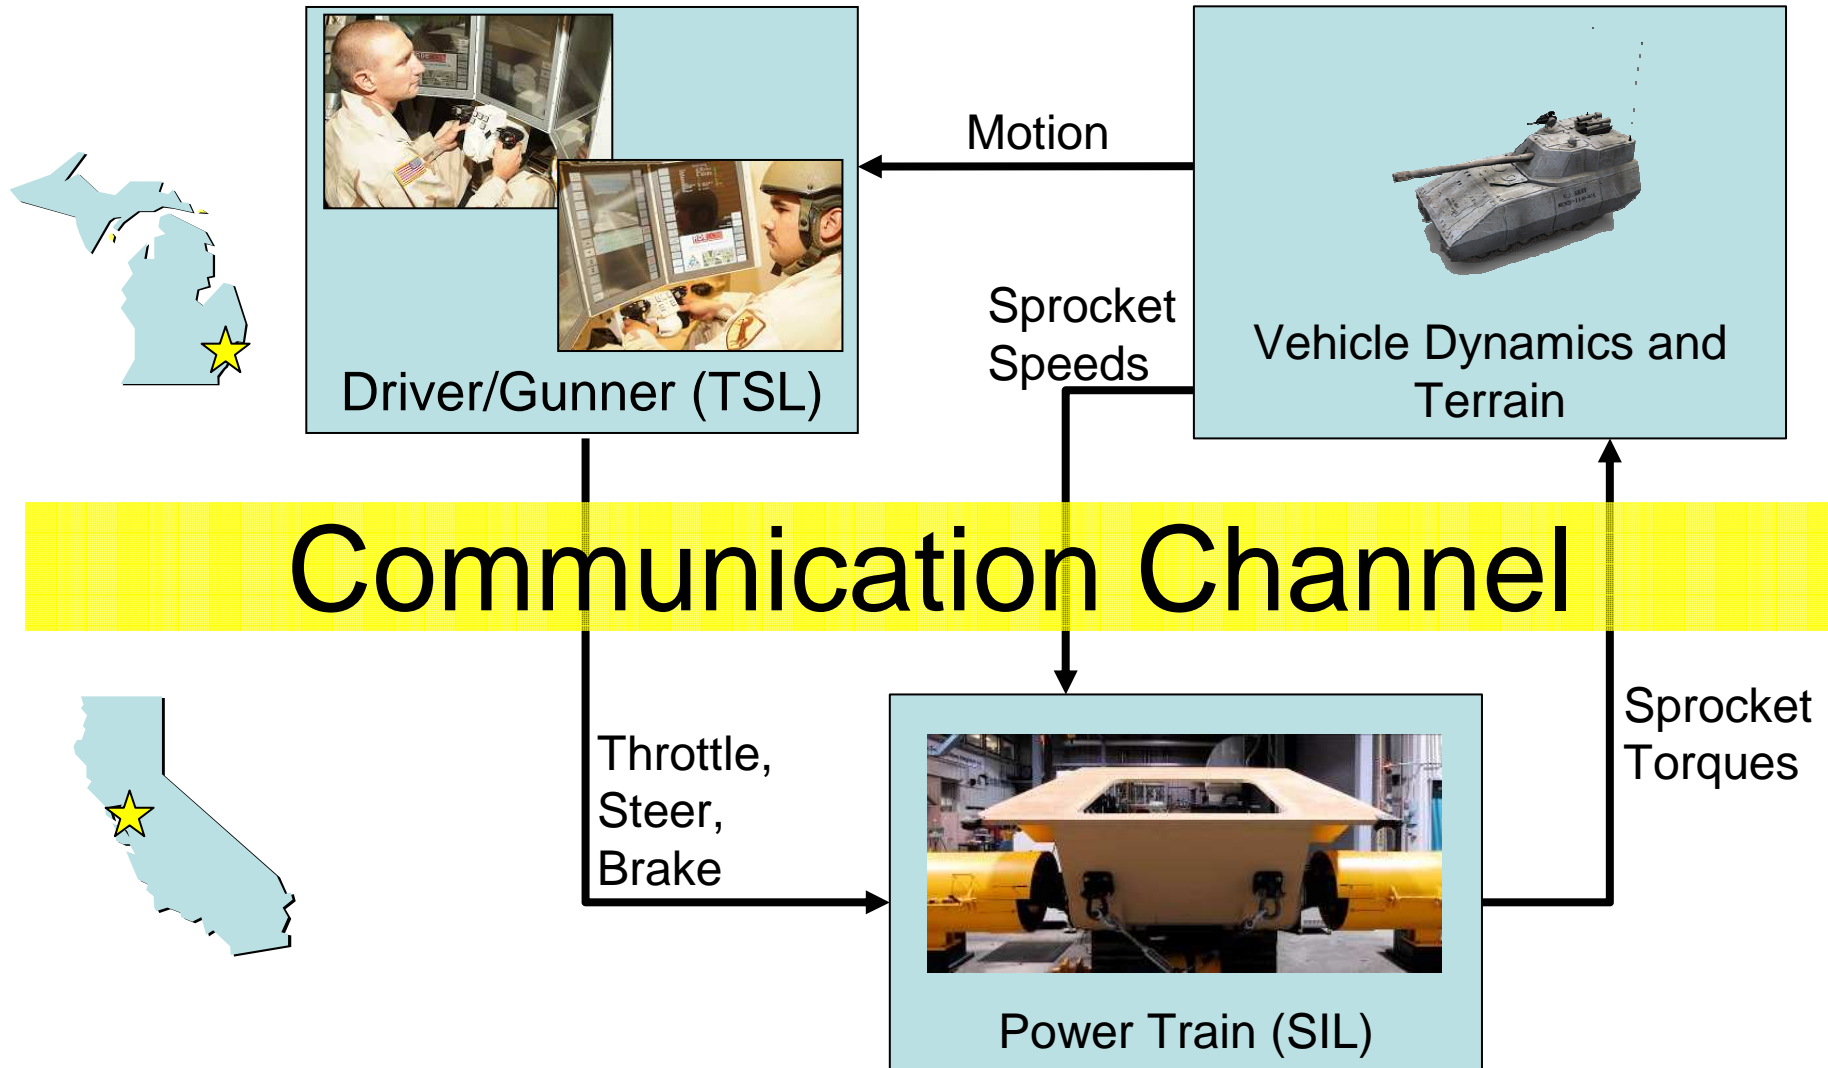 Motion
Sprocket
Speeds
Driver/Gunner (TSL)
Vehicle Dynamics and
Terrain
Communication Channel
Throttle,
Steer,
Brake
Sprocket
Torques
Power Train (SIL)